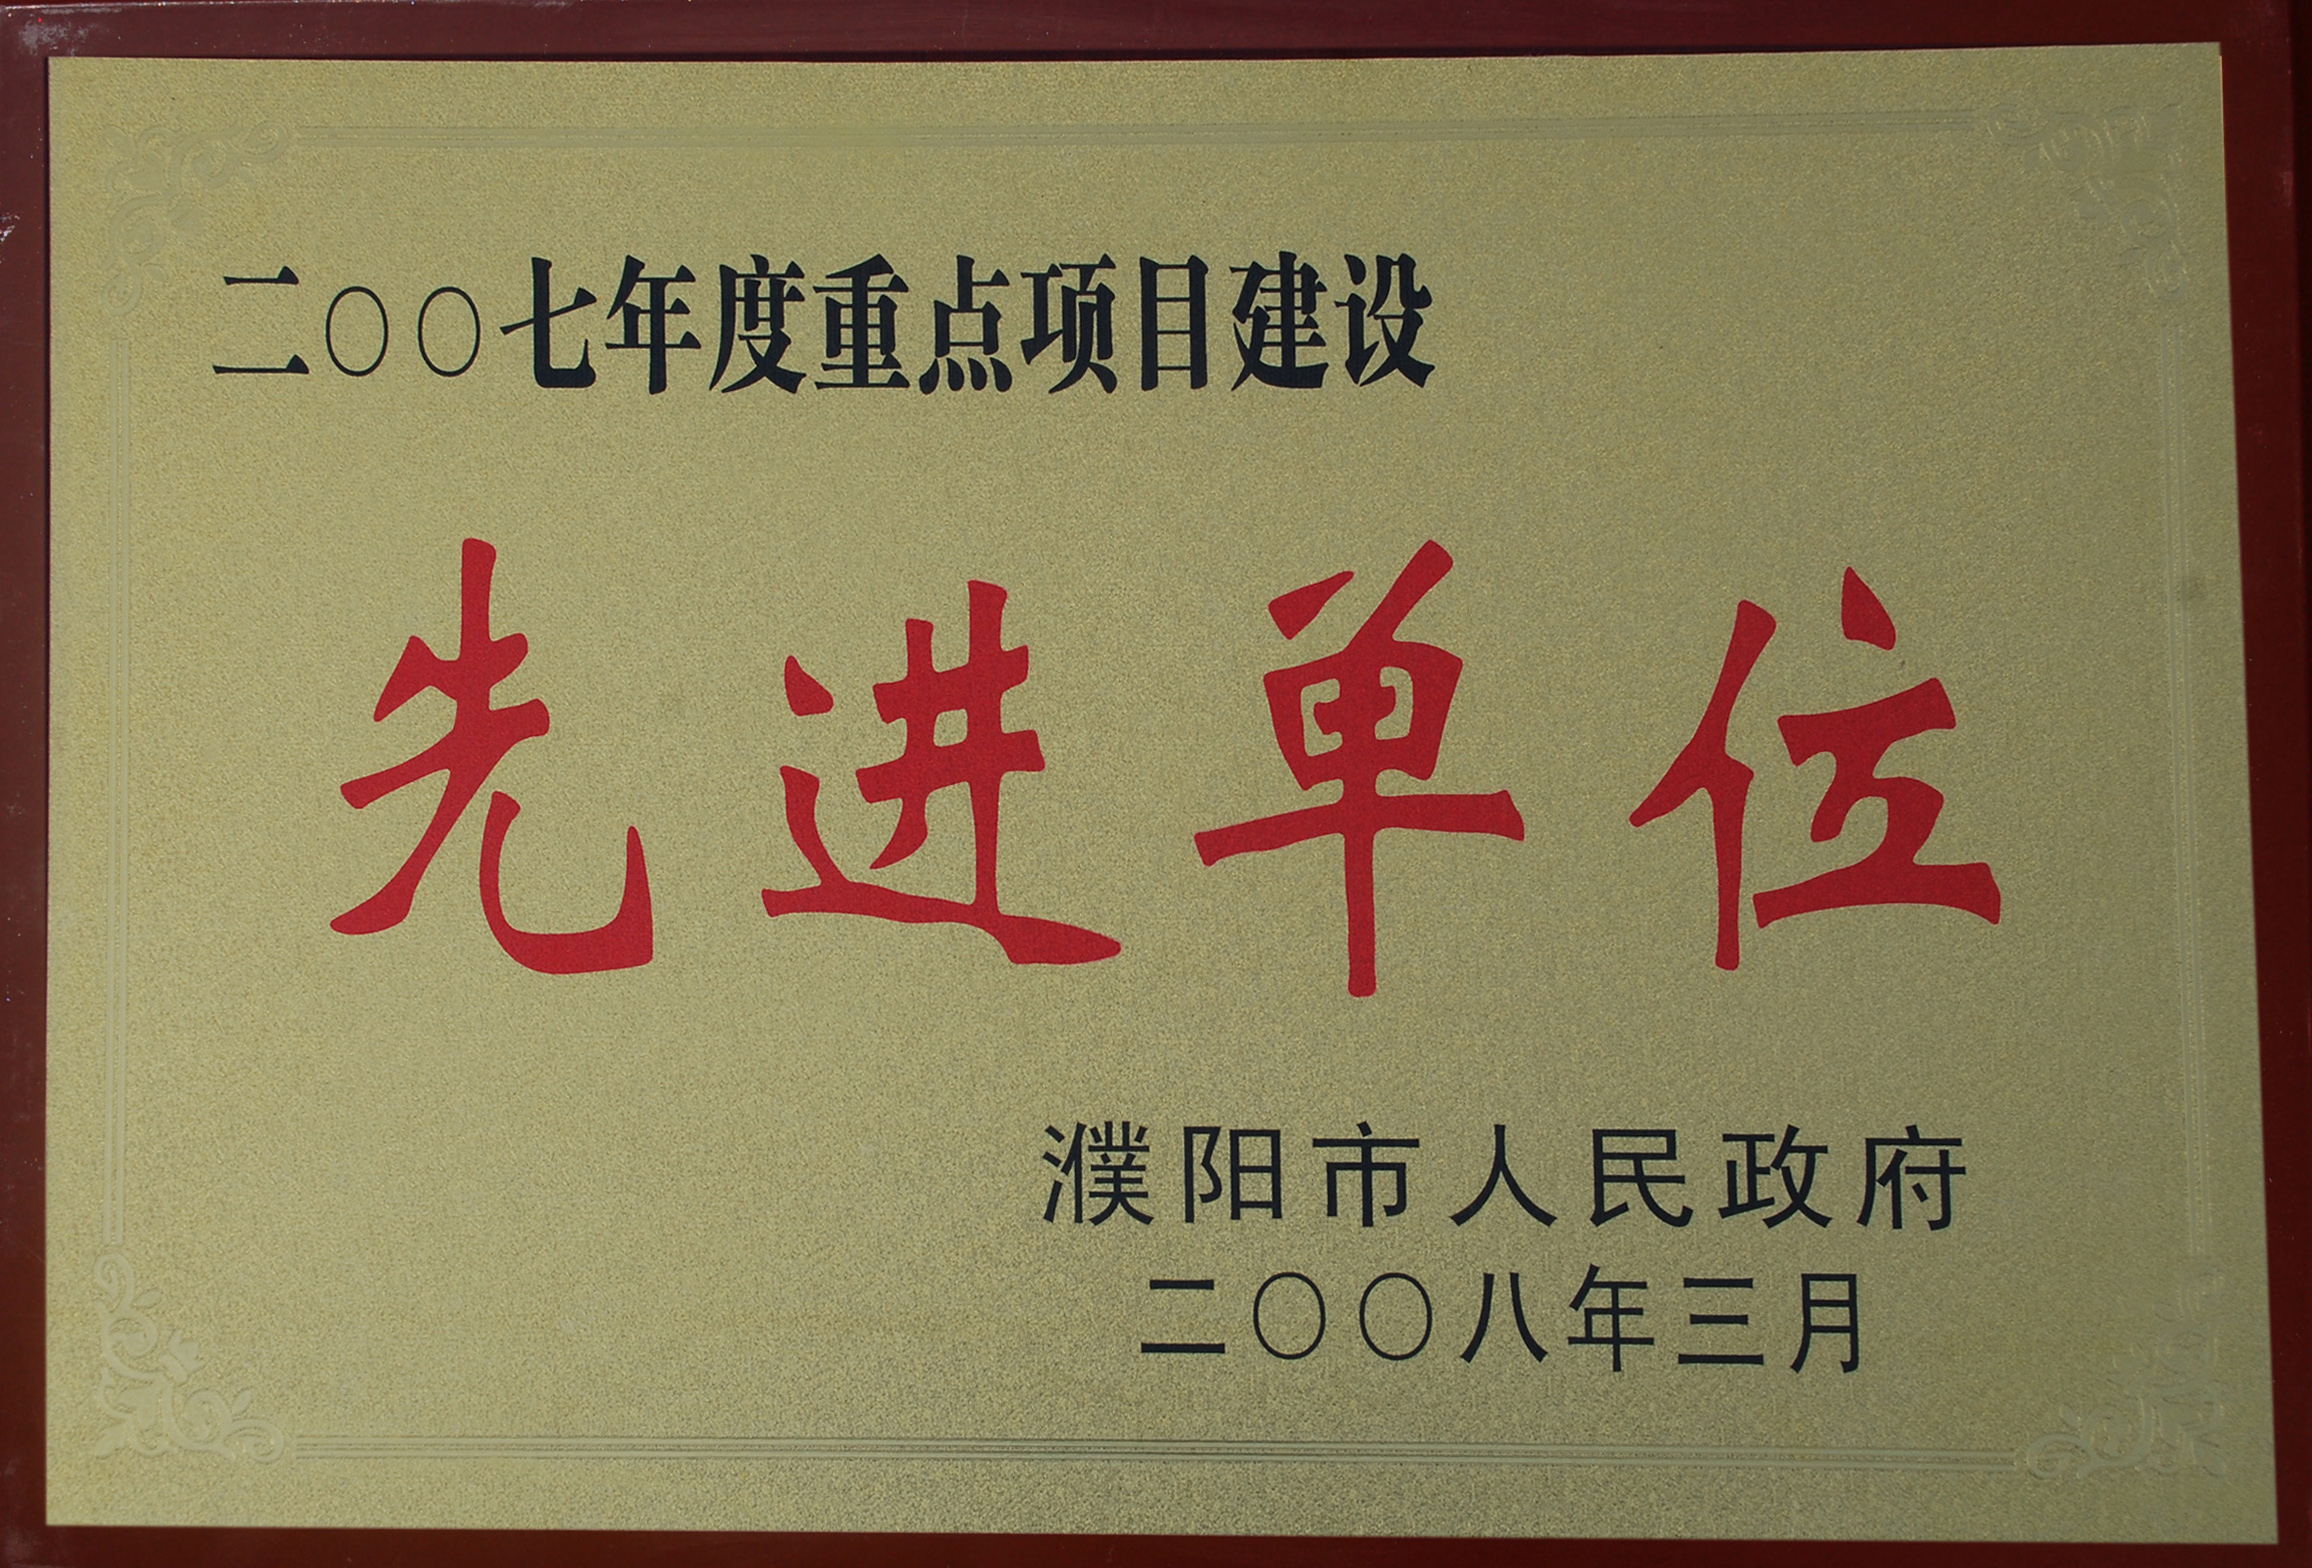 二〇〇七年度重点项目建设
先进单位
濮阳市人民政府
二〇〇八年三月